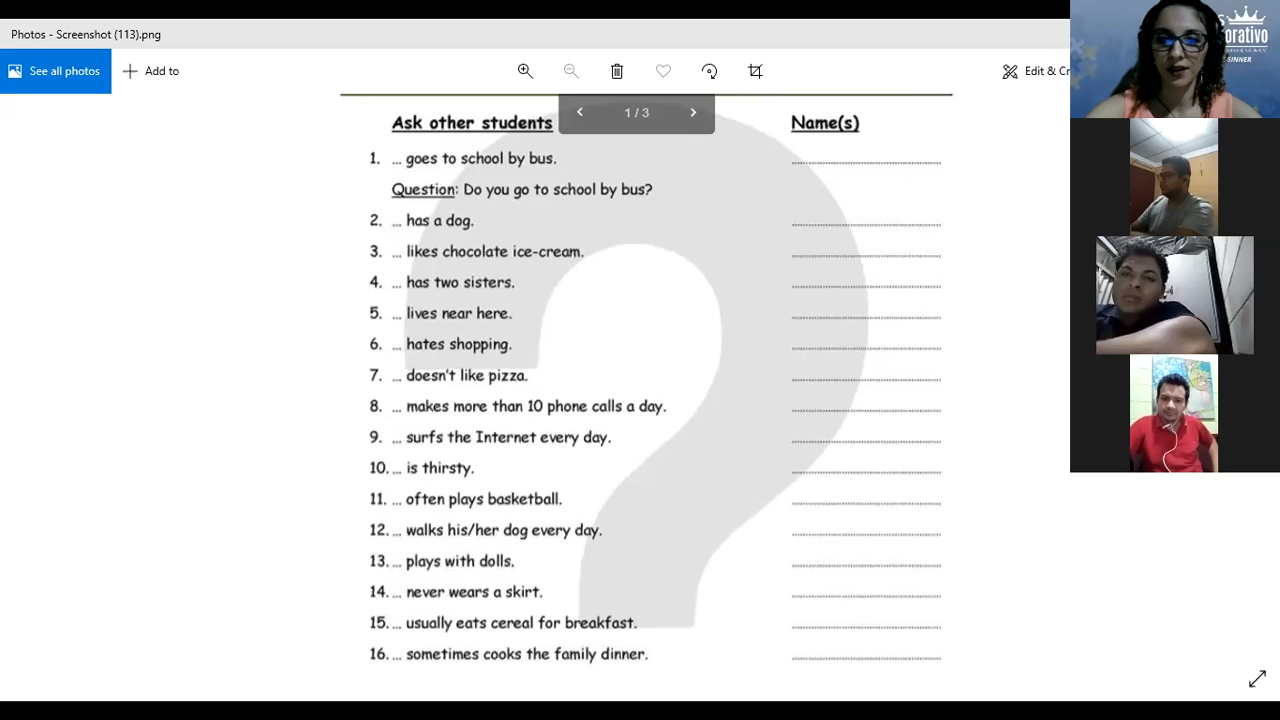 Photos - Screenshot (113).png
See all photos
Add to
Edit &
1 / 3
Ask other students
Name(s)
1. ... goes to school by bus.
Question: Do you go to school by bus?
2. ... has a dog.
3. ... likes chocolate ice-cream.
4. ... has two sisters.
5. ... lives near here.
6. ... hates shopping.
7. ... doesn't like pizza.
8. ... makes more than 10 phone calls a day.
9. ... surfs the Internet every day.
10. ... is thirsty.
11. ... often plays basketball.
12. ... walks his/her dog every day.
13. ... plays with dolls.
14. ... never wears a skirt.
15. ... usually eats cereal for breakfast.
16. ... sometimes cooks the family dinner.